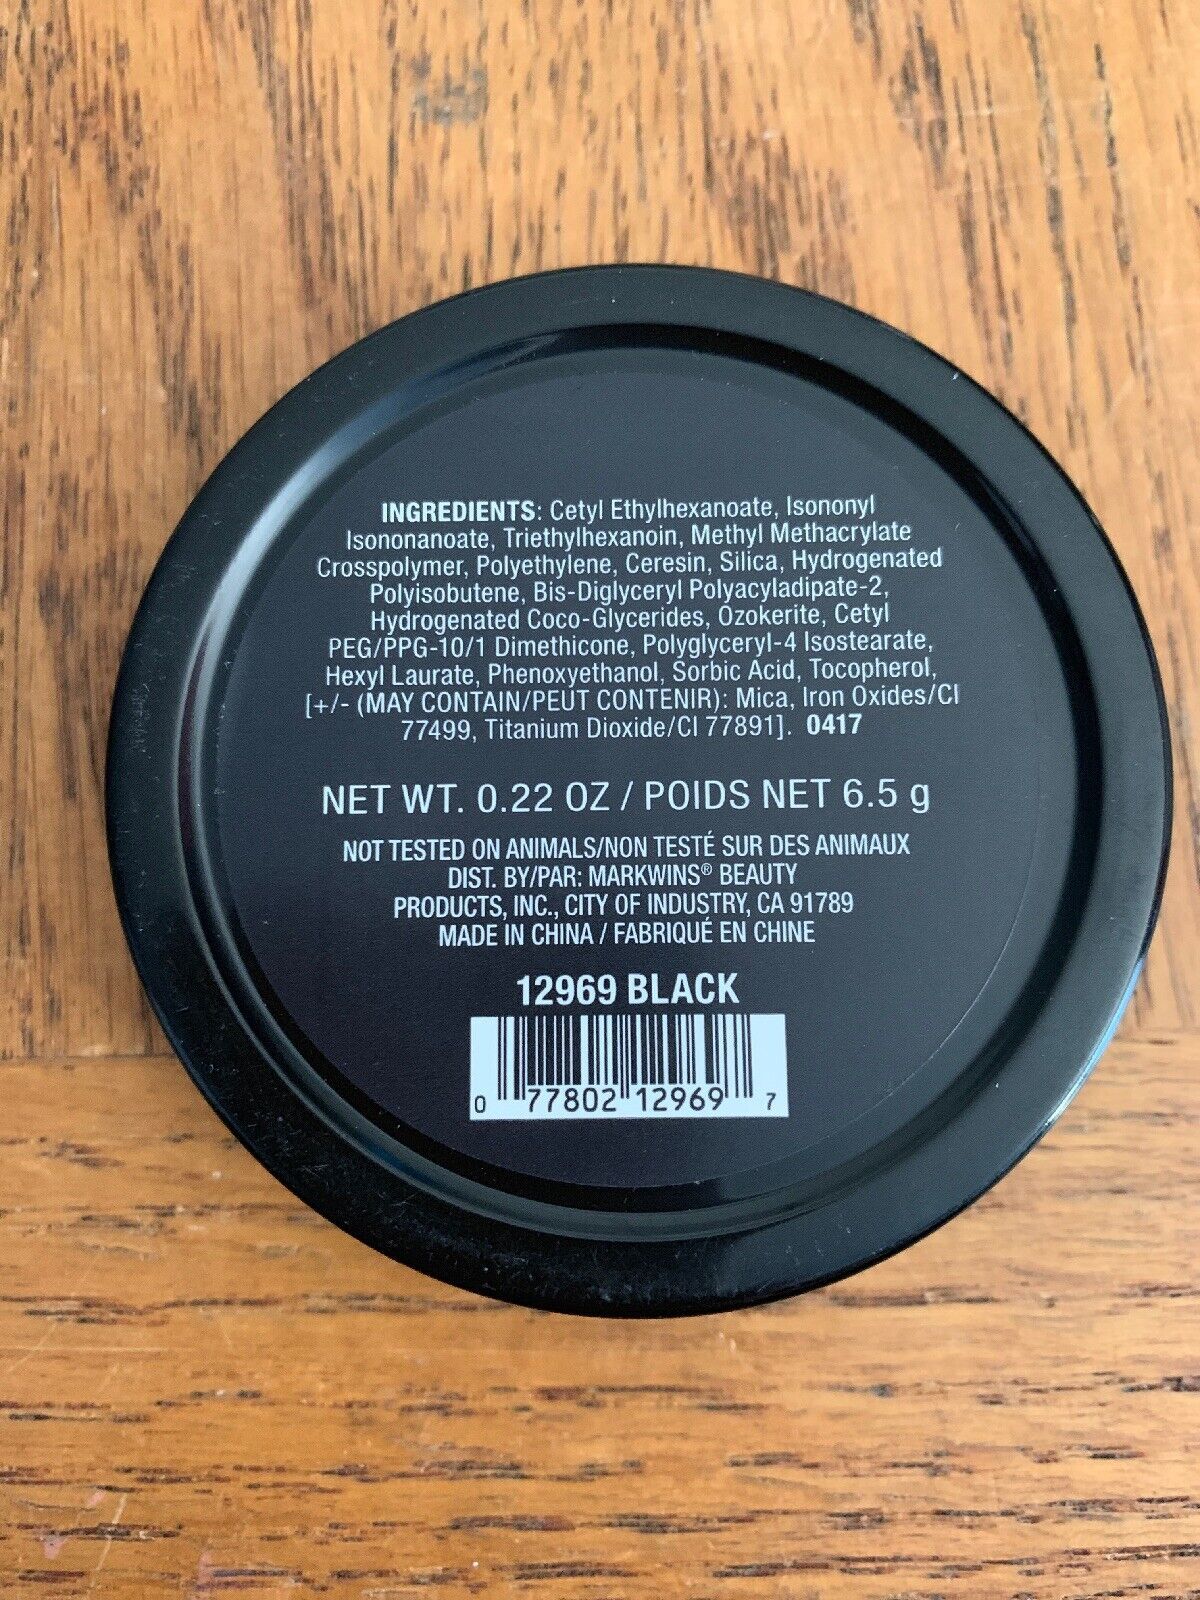 INGREDIENTS: Cetyl Ethylhexanoate, Isononyl
Isononanoate, Triethylhexanoin, Methyl Methacrylate
Crosspolymer, Polyethylene, Ceresin, Silica, Hydrogenated
Polyisobutene, Bis-Diglyceryl Polyacyladipate-2,
Hydrogenated Coco-Glycerides, Ozokerite, Cetyl
PEG/PPG-10/1 Dimethicone, Polyglyceryl-4 Isostearate,
Hexyl Laurate, Phenoxyethanol, Sorbic Acid, Tocopherol,
[+/- (MAY CONTAIN/PEUT CONTENIR): Mica, Iron Oxides/CI
77499, Titanium Dioxide/CI 77891]. 0417
NET WT. 0.22 OZ / POIDS NET 6.5 g
NOT TESTED ON ANIMALS/NON TESTÉ SUR DES ANIMAUX
DIST. BY/PAR: MARKWINS® BEAUTY
PRODUCTS, INC., CITY OF INDUSTRY, CA 91789
MADE IN CHINA / FABRIQUÉ EN CHINE
12969 BLACK
0 77802 12969 7